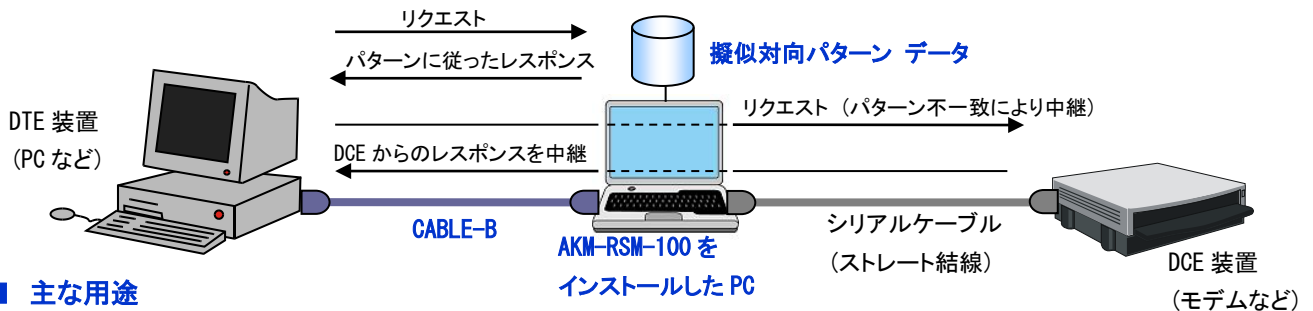 リクエスト
パターンに従ったレスポンス
擬似対向パターン データ
リクエスト (パターン不一致により中継)
DTE 装置
(PC など)
DCE からのレスポンスを中継
CABLE-B
シリアルケーブル
(ストレート結線)
AKM-RSM-100 を
インストールした PC
DCE 装置
(モデムなど)
■ 主な用途